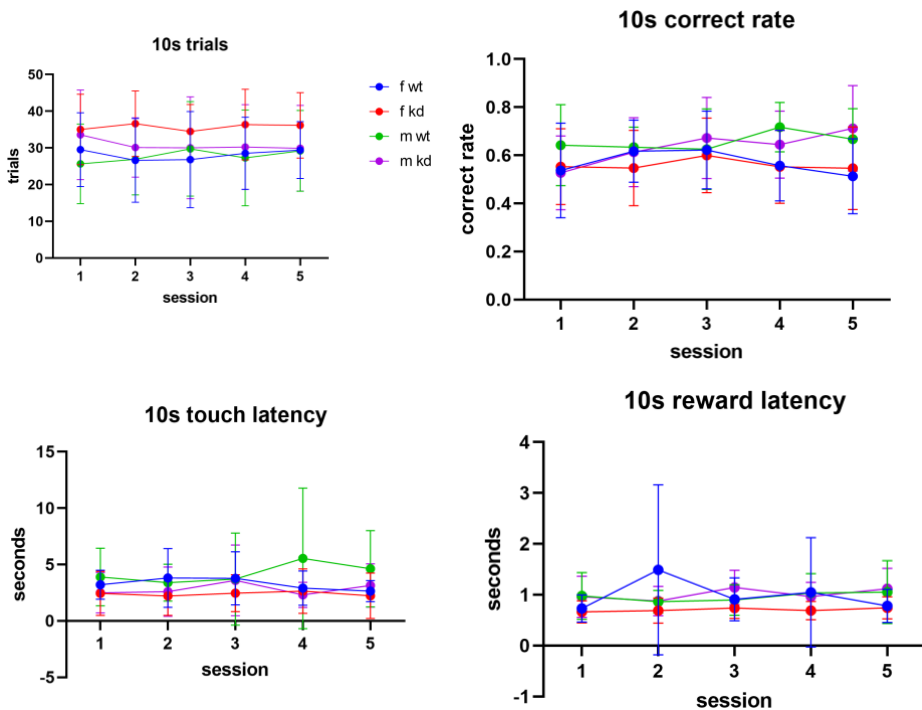 10s trials
50
40
30
20
10
0
trials
1 2 3 4 5
session
f wt
f kd
m wt
m kd
10s correct rate
1.0
0.8
0.6
0.4
0.2
0.0
correct rate
1 2 3 4 5
session
10s touch latency
15
10
5
0
-5
seconds
1 2 3 4 5
session
10s reward latency
4
3
2
1
0
-1
seconds
1 2 3 4 5
session